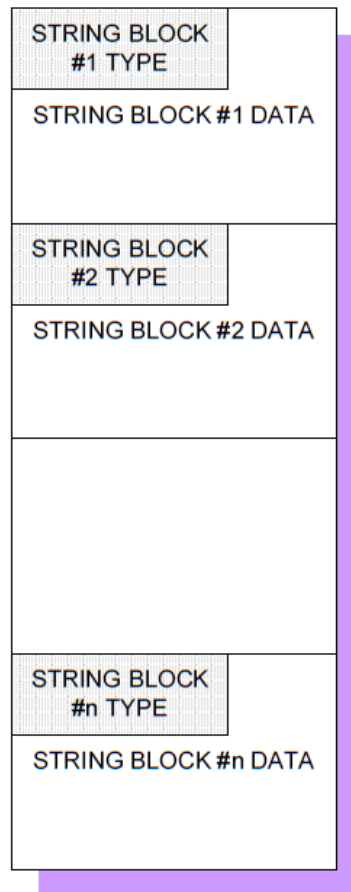 STRING BLOCK
#1 TYPE
STRING BLOCK #1 DATA
STRING BLOCK
#2 TYPE
STRING BLOCK #2 DATA
STRING BLOCK
#n TYPE
STRING BLOCK #n DATA